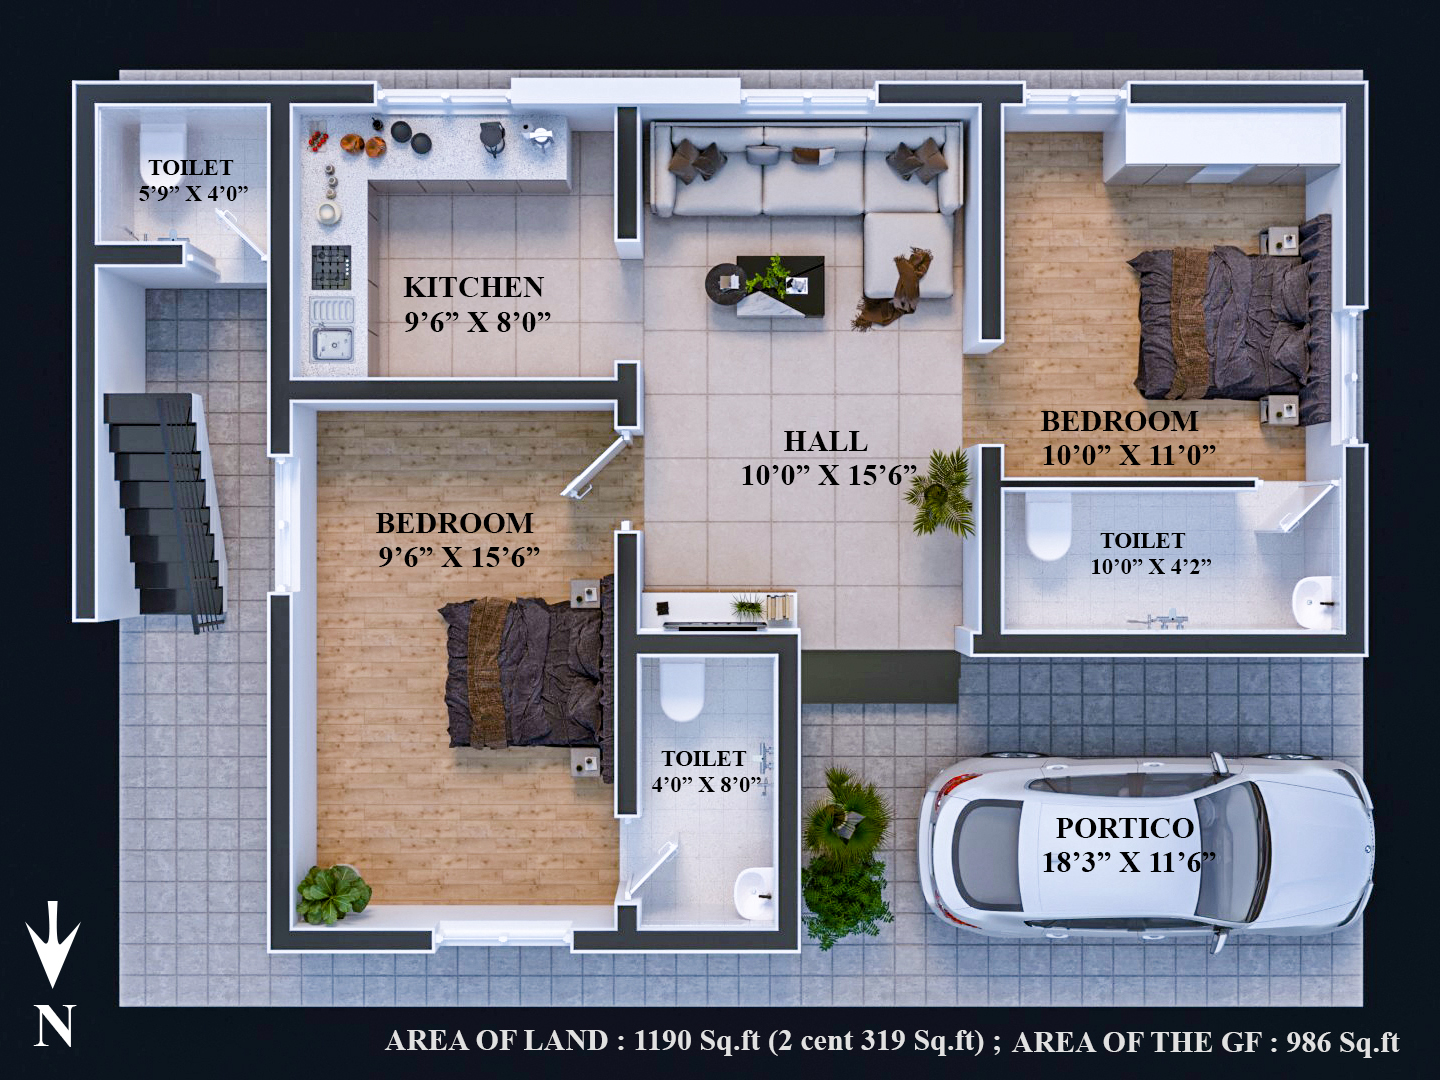 TOILET
5’9” X 4’0”
KITCHEN
9’6” X 8’0”
HALL
10’0” X 15’6”
BEDROOM
10’0” X 11’0”
BEDROOM
9’6” X 15’6”
TOILET
10’0” X 4’2”
TOILET
4’0” X 8’0”
PORTICO
18’3” X 11’6”
N
AREA OF LAND : 1190 Sq.ft (2 cent 319 Sq.ft) ; AREA OF THE GF : 986 Sq.ft